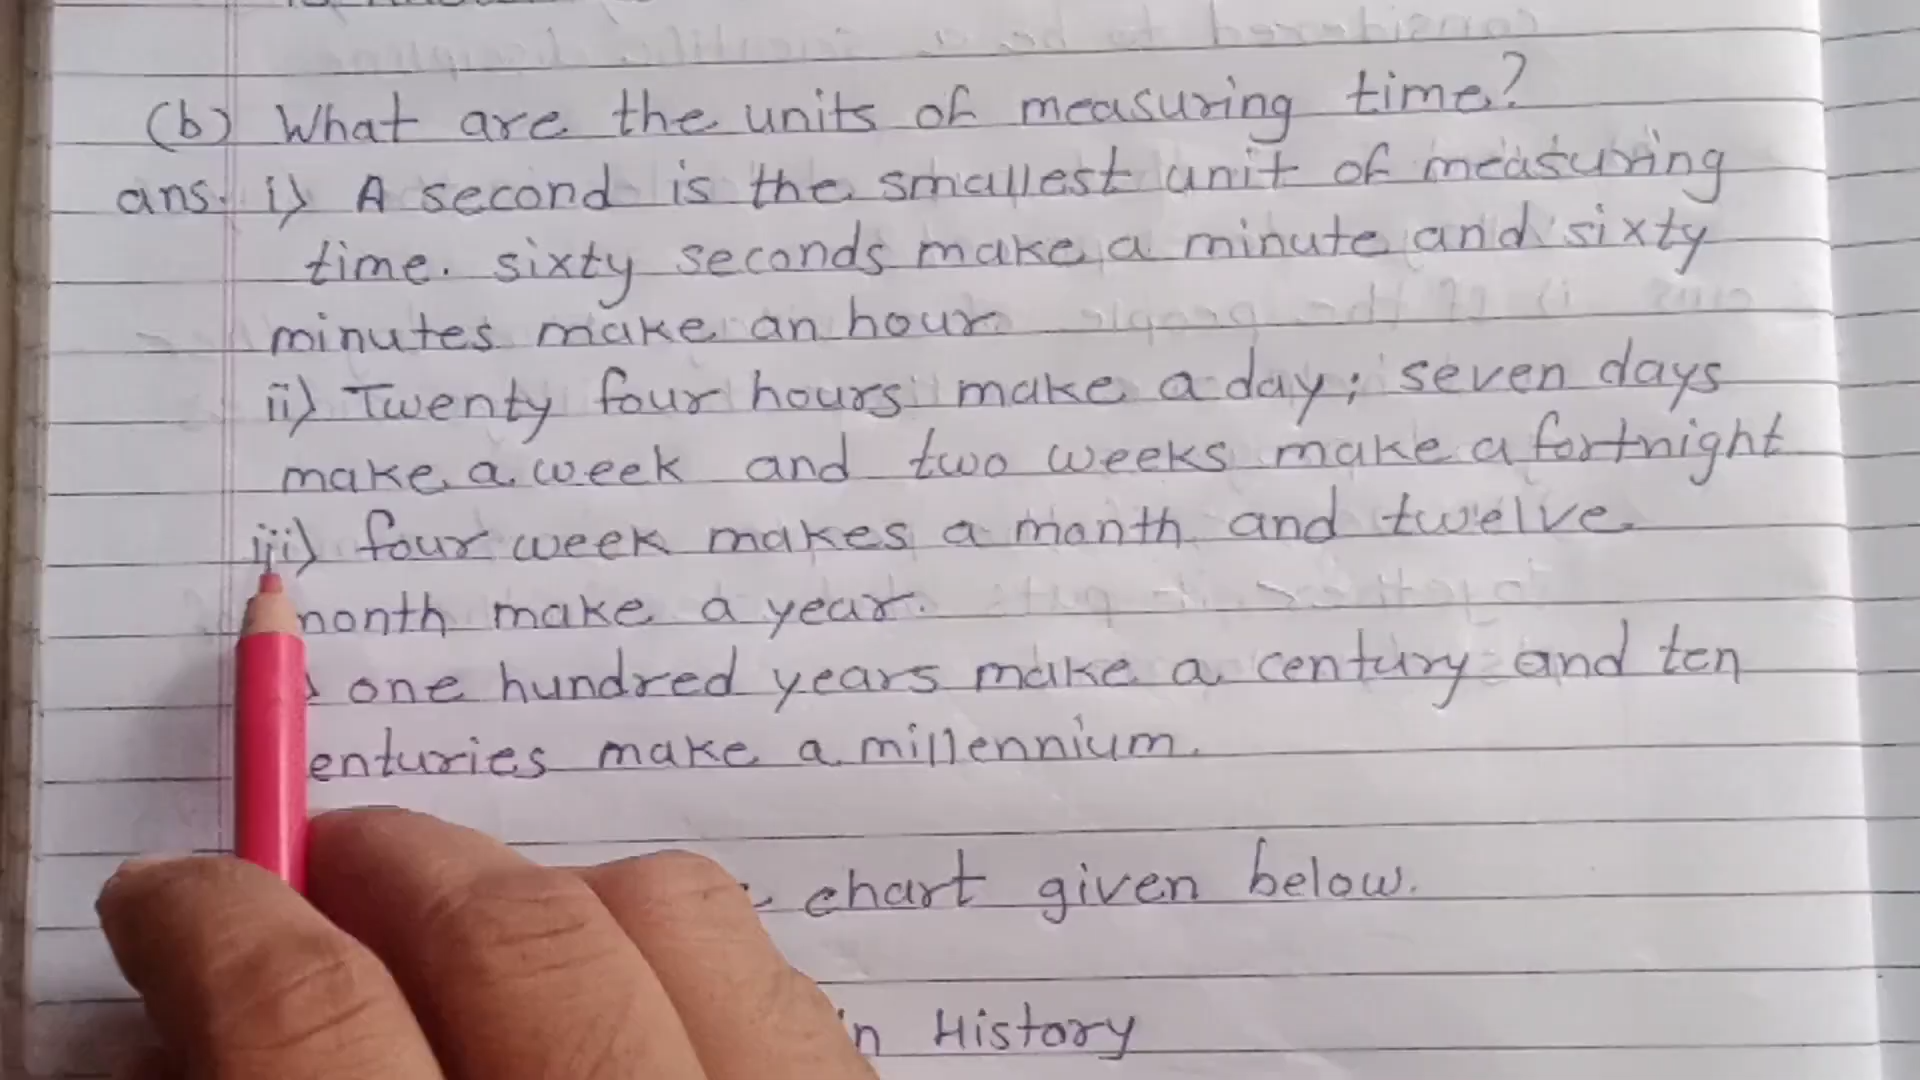 (b) What are the units of measuring time?
ans. i) A second is the smallest unit of measuring
time. sixty seconds make a minute and sixty
minutes make an hour
ii) Twenty four hours make a day; seven days
make a week and two weeks make a fortnight
iii) four week makes a month and twelve
month make a year.
one hundred years make a century and ten
enturies make a millennium.
chart given below.
in History